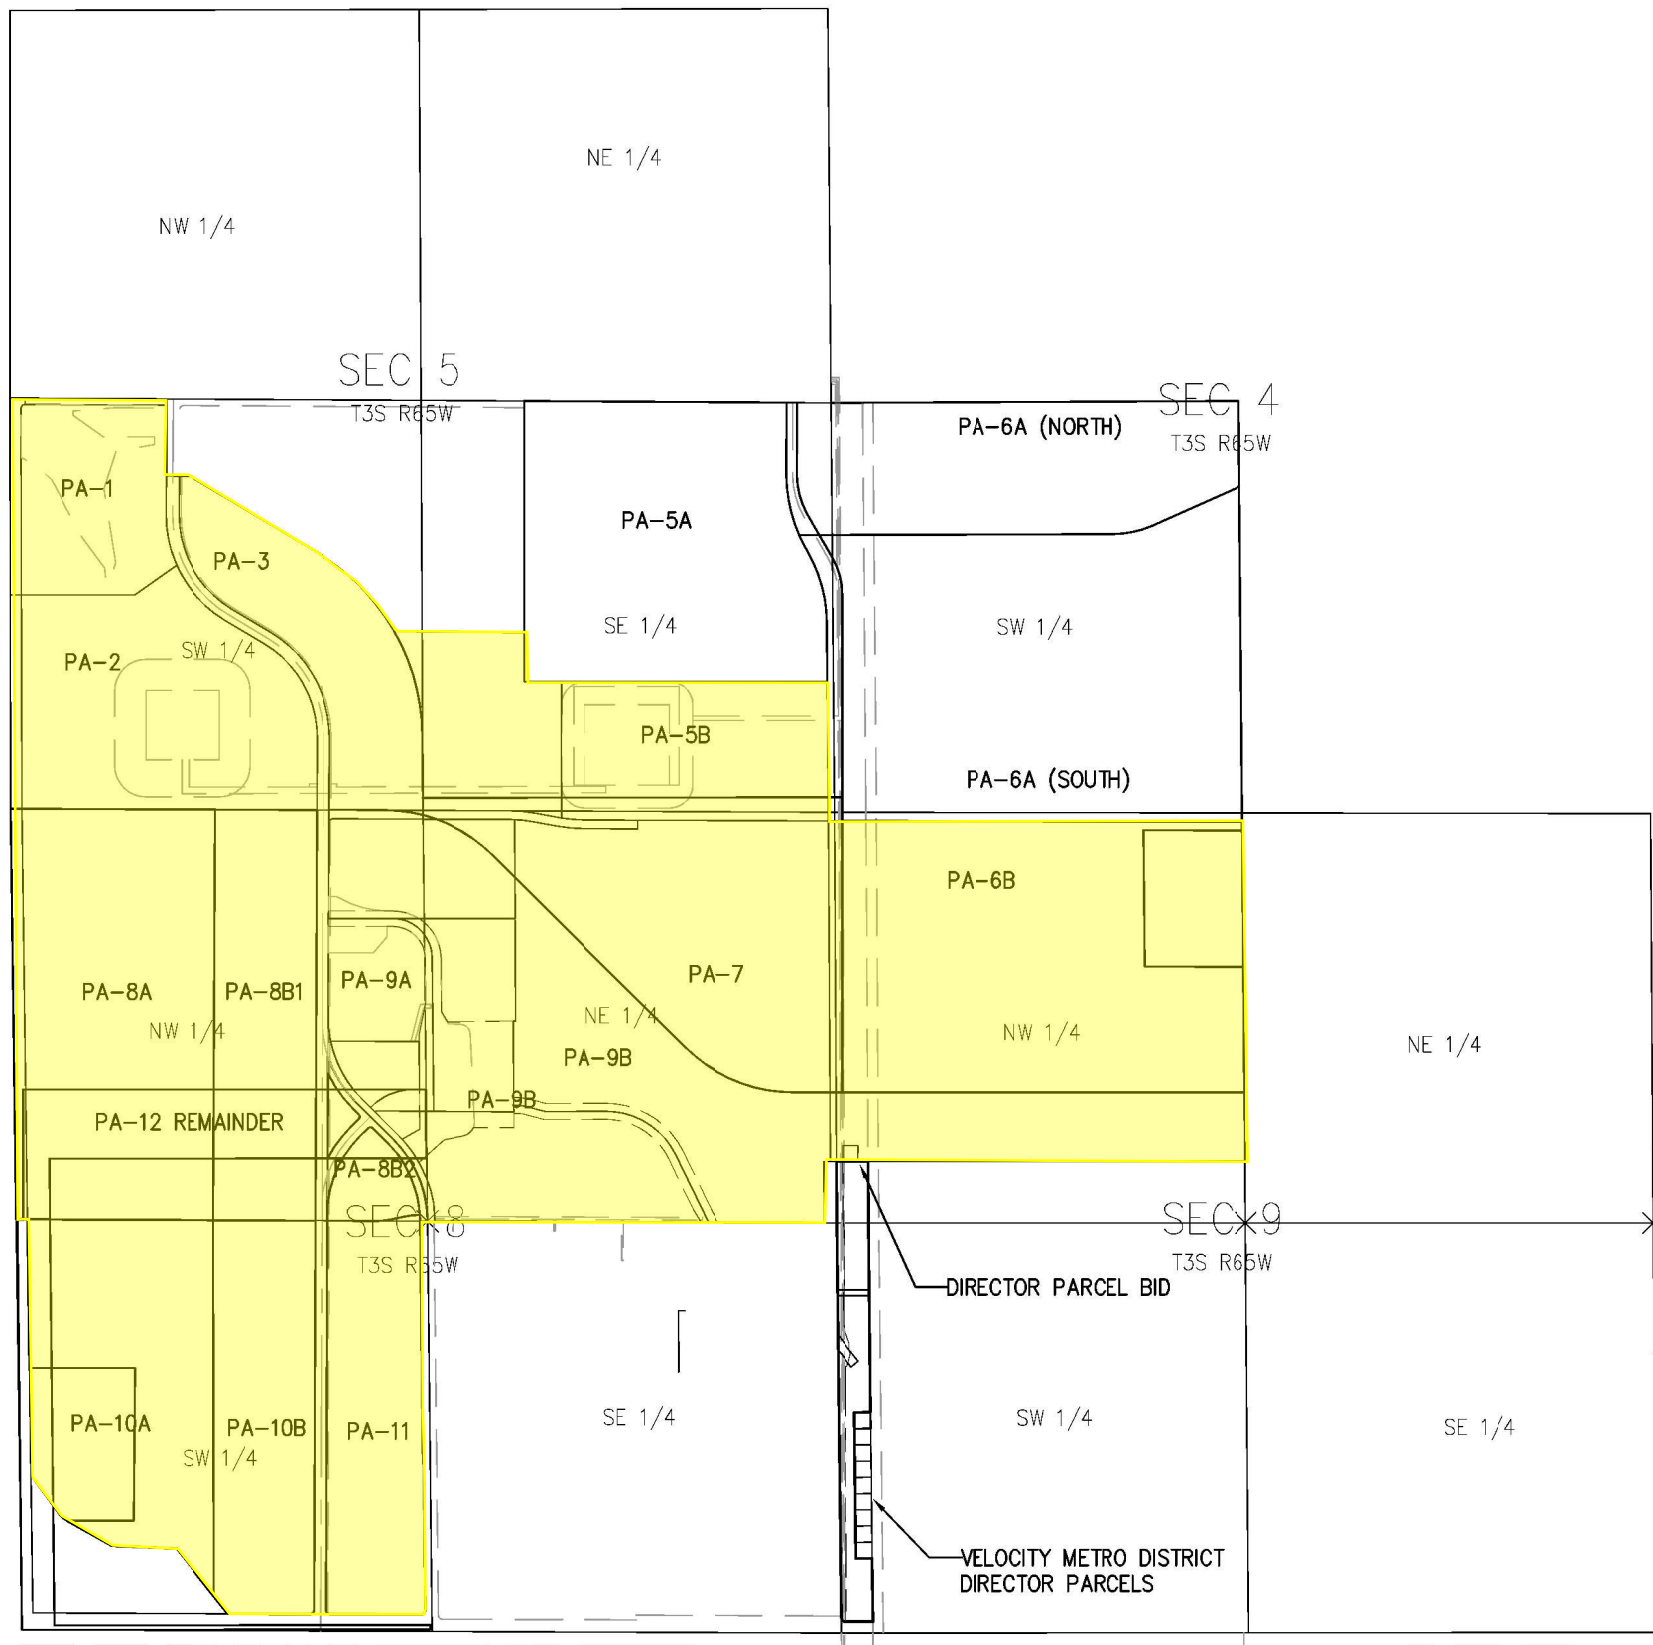 NE 1/4
NW 1/4
SEC 5
T3S R65W
SEC 4
T3S R65W
PA-6A (NORTH)
PA-1
PA-5A
PA-3
SE 1/4
SW 1/4
SW 1/4
PA-2
PA-5B
PA-6A (SOUTH)
PA-6B
PA-7
PA-9A
PA-8A
PA-8B1
NE 1/4
NW 1/4
NW 1/4
NE 1/4
PA-9B
PA-9B
PA-12 REMAINDER
PA-8B2
SEC 8
T3S R65W
SEC 9
T3S R65W
DIRECTOR PARCEL BID
SE 1/4
SW 1/4
SE 1/4
PA-10A
PA-10B
PA-11
SW 1/4
VELOCITY METRO DISTRICT
DIRECTOR PARCELS